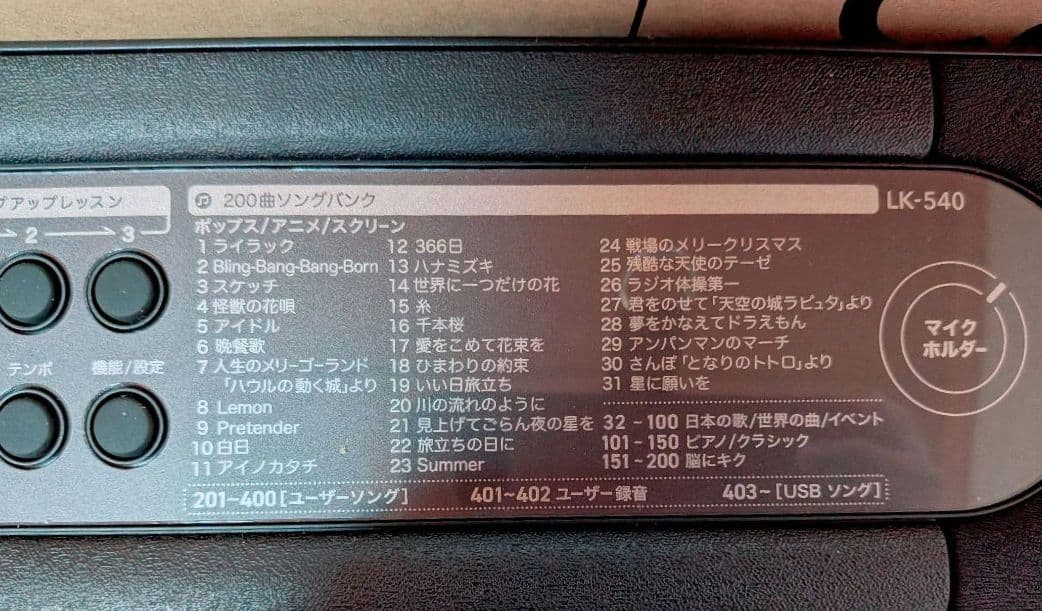 グアップレッスン
2 3
テンポ
機能/設定
200曲ソングバンク
LK-540
ポップス/アニメ/スクリーン
1 ライラック
2 Bling-Bang-Bang-Born
3 スケッチ
4 怪獣の花唄
5 アイドル
6 晩餐歌
7 人生のメリーゴーランド
「ハウルの動く城」より
8 Lemon
9 Pretender
10 白日
11 アイノカタチ
12 366日
13 ハナミズキ
14 世界に一つだけの花
15 糸
16 千本桜
17 愛をこめて花束を
18 ひまわりの約束
19 いい日旅立ち
20 川の流れのように
21 見上げてごらん夜の星を
22 旅立ちの日に
23 Summer
24 戦場のメリークリスマス
25 残酷な天使のテーゼ
26 ラジオ体操第一
27 君をのせて「天空の城ラピュタ」より
28 夢をかなえてドラえもん
29 アンパンマンのマーチ
30 さんぽ「となりのトトロ」より
31 星に願いを
32 ~100 日本の歌/世界の曲/イベント
101~150 ピアノ/クラシック
151~200 脳にキク
201~400[ユーザーソング]
401~402 ユーザー録音
403~[USB ソング]
マイク
ホルダー